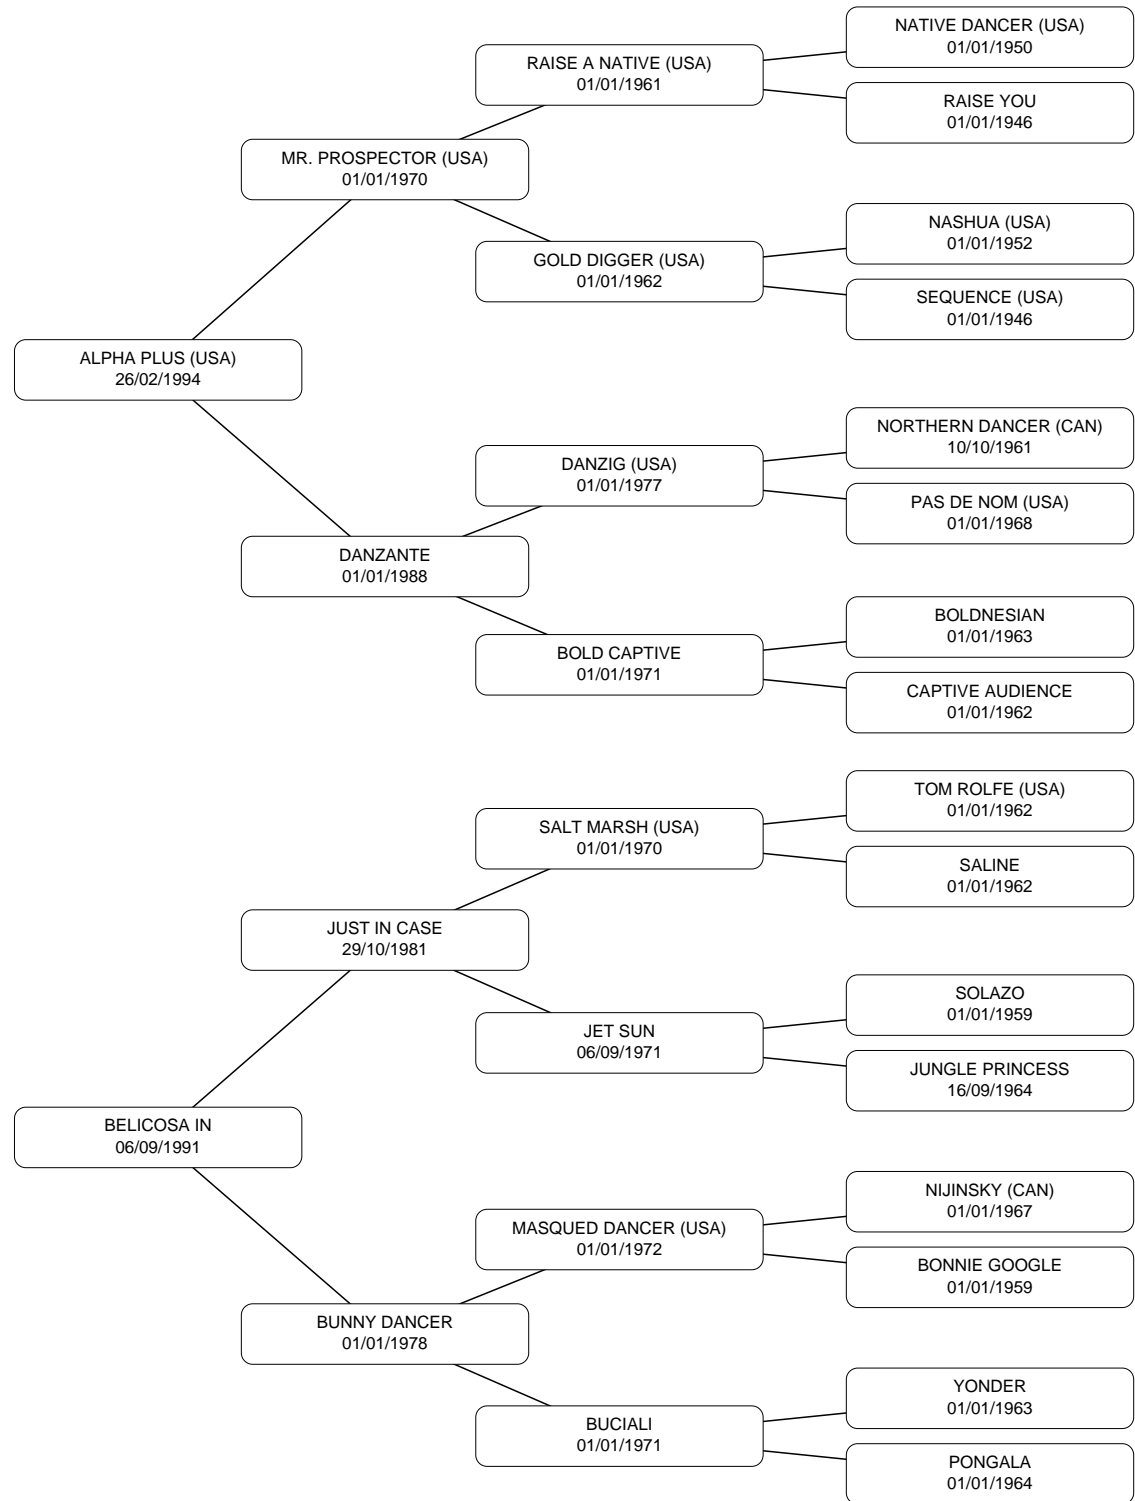 NATIVE DANCER (USA)
01/01/1950
RAISE A NATIVE (USA)
01/01/1961
RAISE YOU
01/01/1946
MR. PROSPECTOR (USA)
01/01/1970
NASHUA (USA)
01/01/1952
GOLD DIGGER (USA)
01/01/1962
SEQUENCE (USA)
01/01/1946
ALPHA PLUS (USA)
26/02/1994
NORTHERN DANCER (CAN)
10/10/1961
DANZIG (USA)
01/01/1977
PAS DE NOM (USA)
01/01/1968
DANZANTE
01/01/1988
BOLDNESIAN
01/01/1963
BOLD CAPTIVE
01/01/1971
CAPTIVE AUDIENCE
01/01/1962
TOM ROLFE (USA)
01/01/1962
SALT MARSH (USA)
01/01/1970
SALINE
01/01/1962
JUST IN CASE
29/10/1981
SOLAZO
01/01/1959
JET SUN
06/09/1971
JUNGLE PRINCESS
16/09/1964
BELICOSA IN
06/09/1991
NIJINSKY (CAN)
01/01/1967
MASQUED DANCER (USA)
01/01/1972
BONNIE GOOGLE
01/01/1959
BUNNY DANCER
01/01/1978
YONDER
01/01/1963
BUCIALI
01/01/1971
PONGALA
01/01/1964